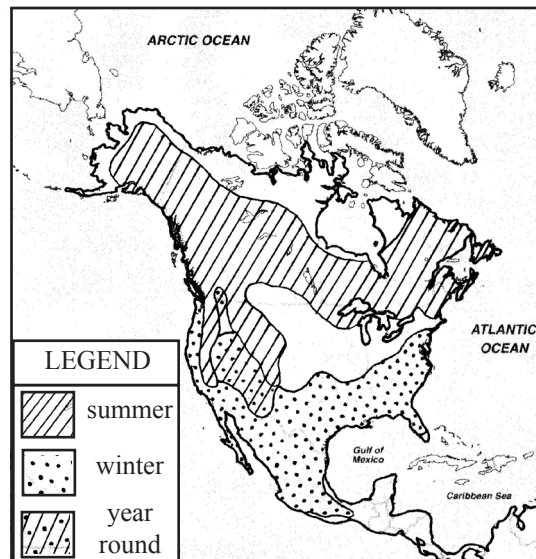 ARCTIC OCEAN
ATLANTIC
OCEAN
LEGEND
summer
winter
year
round
Gulf of
Mexico
Caribbean Sea